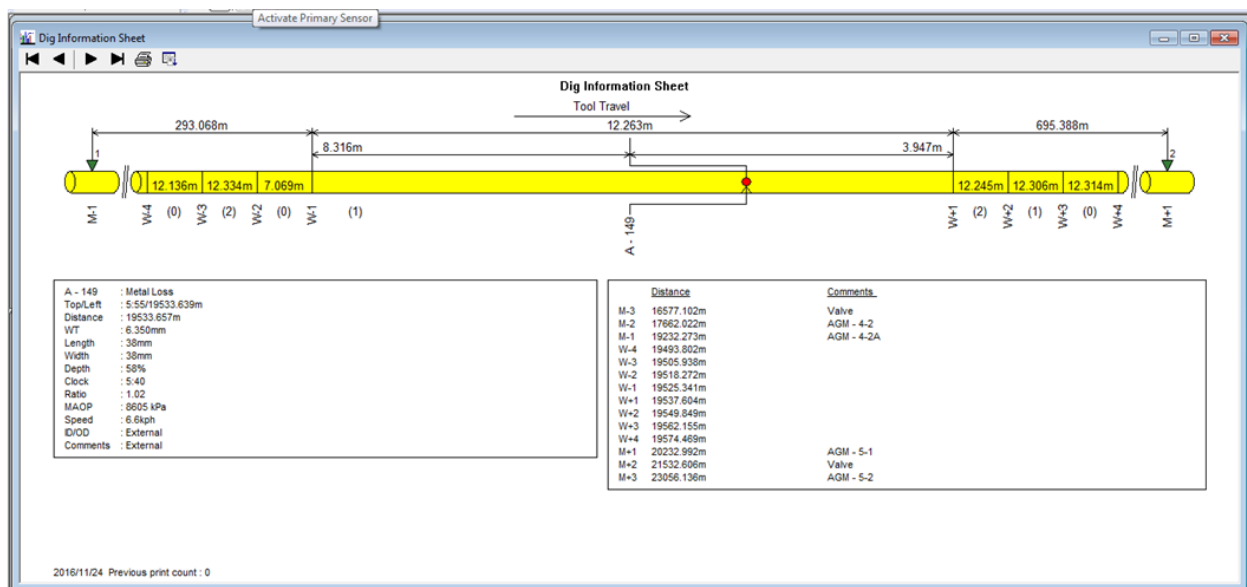 Activate Primary Sensor
Dig Information Sheet
Dig Information Sheet
Tool Travel
293.068m 12.263m 695.388m
1 8.316m 3.947m 2
12.136m 12.334m 7.069m 12.245m 12.306m 12.314m
M-1 W-4 (0) W-3 (2) W-2 (0) W-1 (1) A - 149 W+1 (2) W+2 (1) W+3 (0) W+4 M+1
A - 149 : Metal Loss
Top/Left : 5:55/19533.639m
Distance : 19533.657m
WT : 6.350mm
Length : 38mm
Width : 38mm
Depth : 58%
Clock : 5:40
Ratio : 1.02
MAOP : 8605 kPa
Speed : 6.6kph
ID/OD : External
Comments : External
Distance Comments
M-3 16577.102m Valve
M-2 17662.022m AGM - 4-2
M-1 19232.273m AGM - 4-2A
W-4 19493.802m
W-3 19505.938m
W-2 19518.272m
W-1 19525.341m
W+1 19537.604m
W+2 19549.849m
W+3 19562.155m
W+4 19574.469m
M+1 20232.992m AGM - 5-1
M+2 21532.606m Valve
M+3 23056.136m AGM - 5-2
2016/11/24 Previous print count : 0